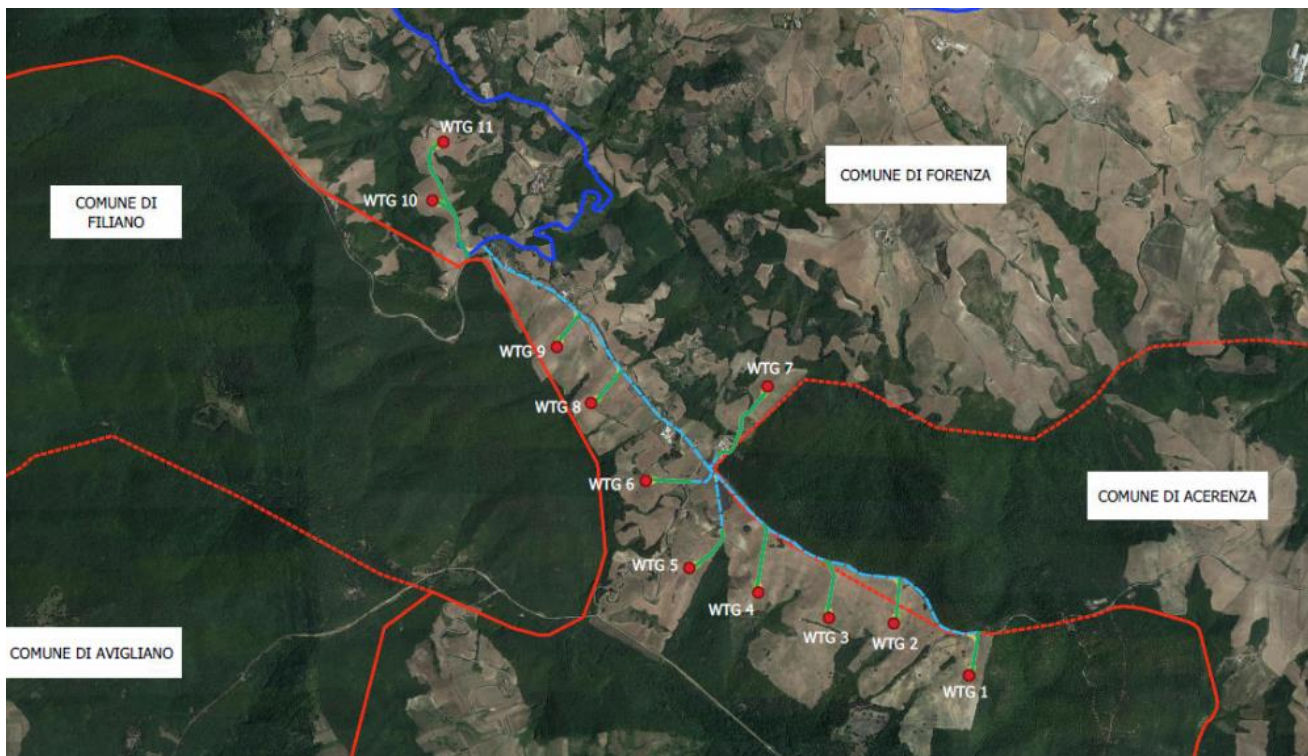 WTG 11
COMUNE DI FORENZA
COMUNE DI
FILIANO
WTG 10
WTG 9
WTG 7
WTG 8
WTG 6
COMUNE DI ACERENZA
WTG 5
WTG 4
WTG 3
WTG 2
COMUNE DI AVIGLIANO
WTG 1